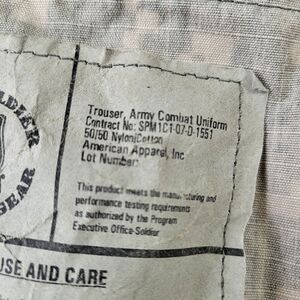 SOLDIER
GEAR
Trouser, Army Combat Uniform
Contract No: SPM1C1-07-D-1551
50/50 Nylon/Cotton
American Apparel, Inc
Lot Number:
This product meets the manufacturing and
performance testing requirements
as authorized by the Program
Executive Office-Soldier
USE AND CARE